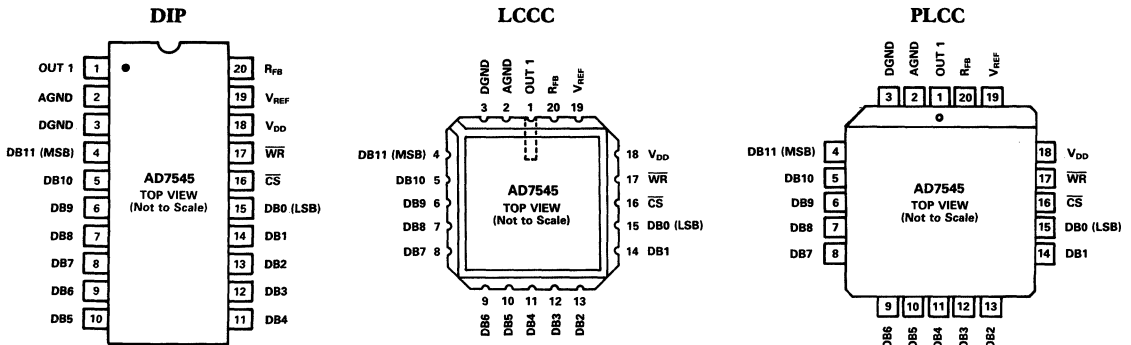 DIP
OUT 1 1
AGND 2
DGND 3
DB11 (MSB) 4
DB10 5
DB9 6
DB8 7
DB7 8
DB6 9
DB5 10
20 RFB
19 VREF
18 VDD
17 WR
16 CS
15 DB0 (LSB)
14 DB1
13 DB2
12 DB3
11 DB4
AD7545
TOP VIEW
(Not to Scale)
LCCC
DGND AGND OUT 1 RFB VREF
3 2 1 20 19
DB11 (MSB) 4
DB10 5
DB9 6
DB8 7
DB7 8
18 VDD
17 WR
16 CS
15 DB0 (LSB)
14 DB1
AD7545
TOP VIEW
(Not to Scale)
9 10 11 12 13
DB6 DB5 DB4 DB3 DB2
PLCC
DGND AGND OUT 1 RFB VREF
3 2 1 20 19
DB11 (MSB) 4
DB10 5
DB9 6
DB8 7
DB7 8
18 VDD
17 WR
16 CS
15 DB0 (LSB)
14 DB1
AD7545
TOP VIEW
(Not to Scale)
9 10 11 12 13
DB6 DB5 DB4 DB3 DB2